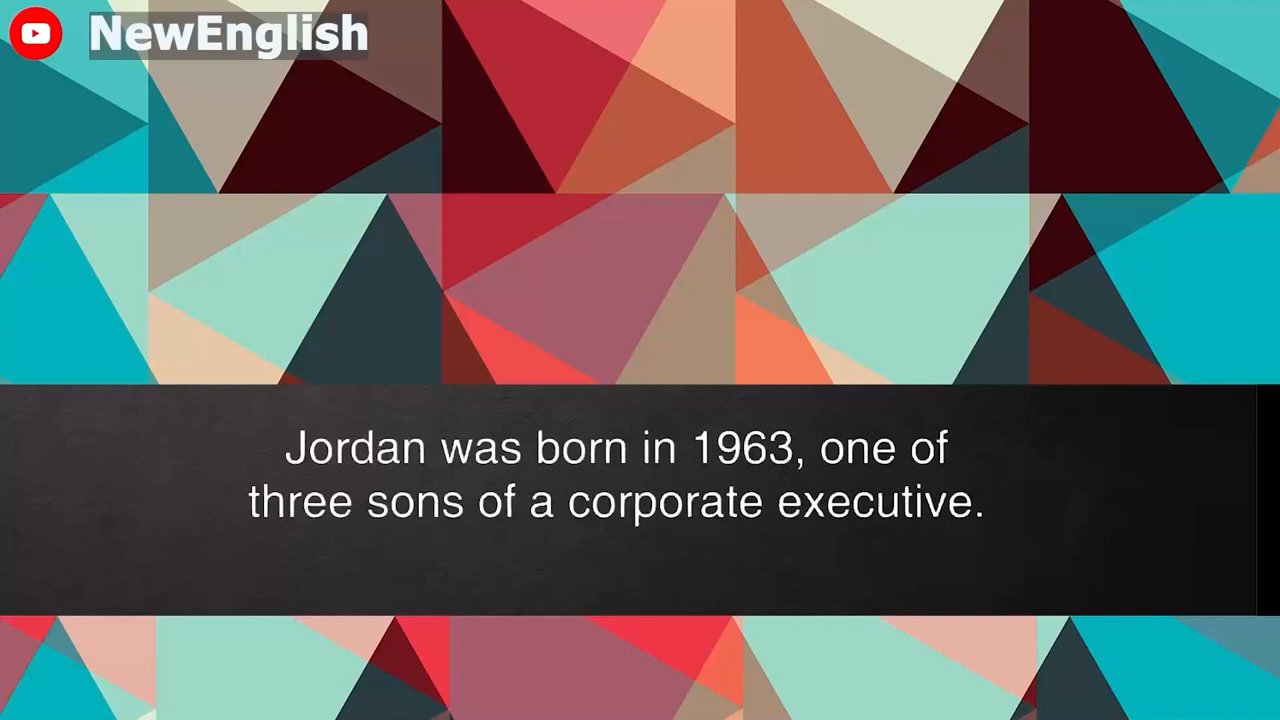 NewEnglish
Jordan was born in 1963, one of
three sons of a corporate executive.